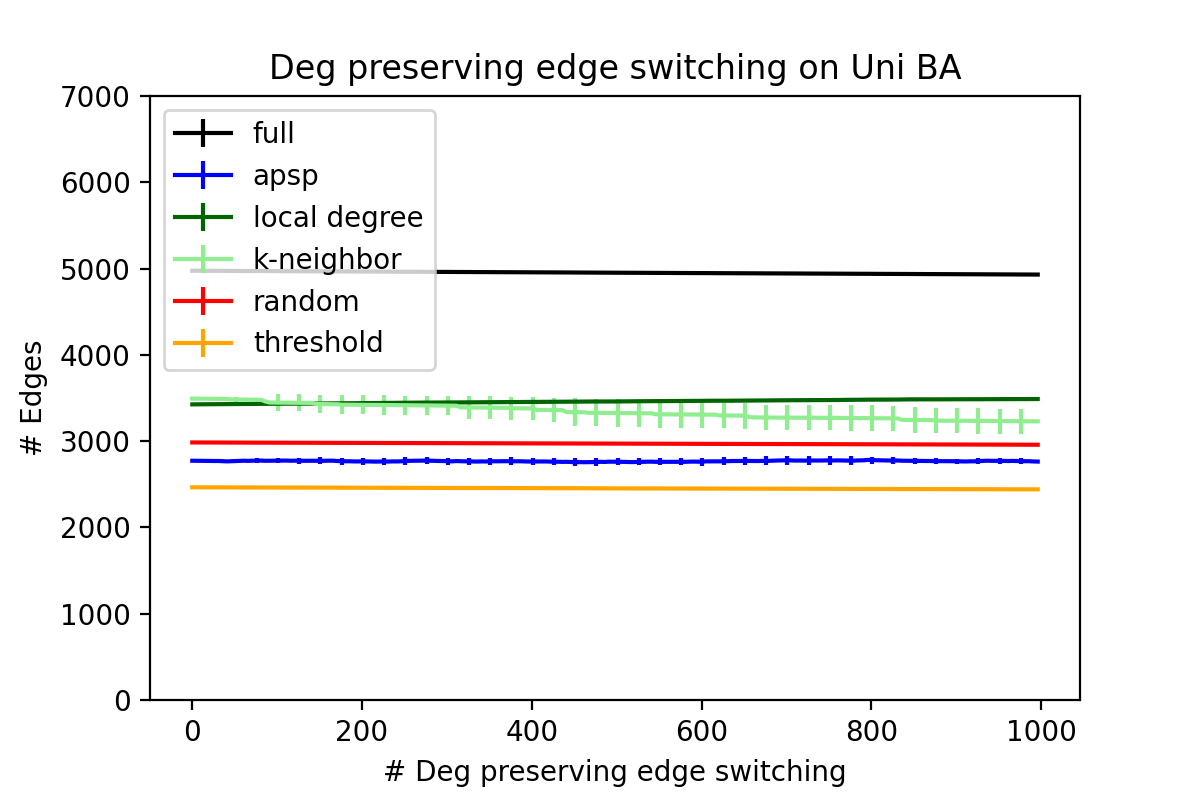 Deg preserving edge switching on Uni BA
7000
6000
5000
4000
3000
2000
1000
0
# Edges
full
apsp
local degree
k-neighbor
random
threshold
0 200 400 600 800 1000
# Deg preserving edge switching